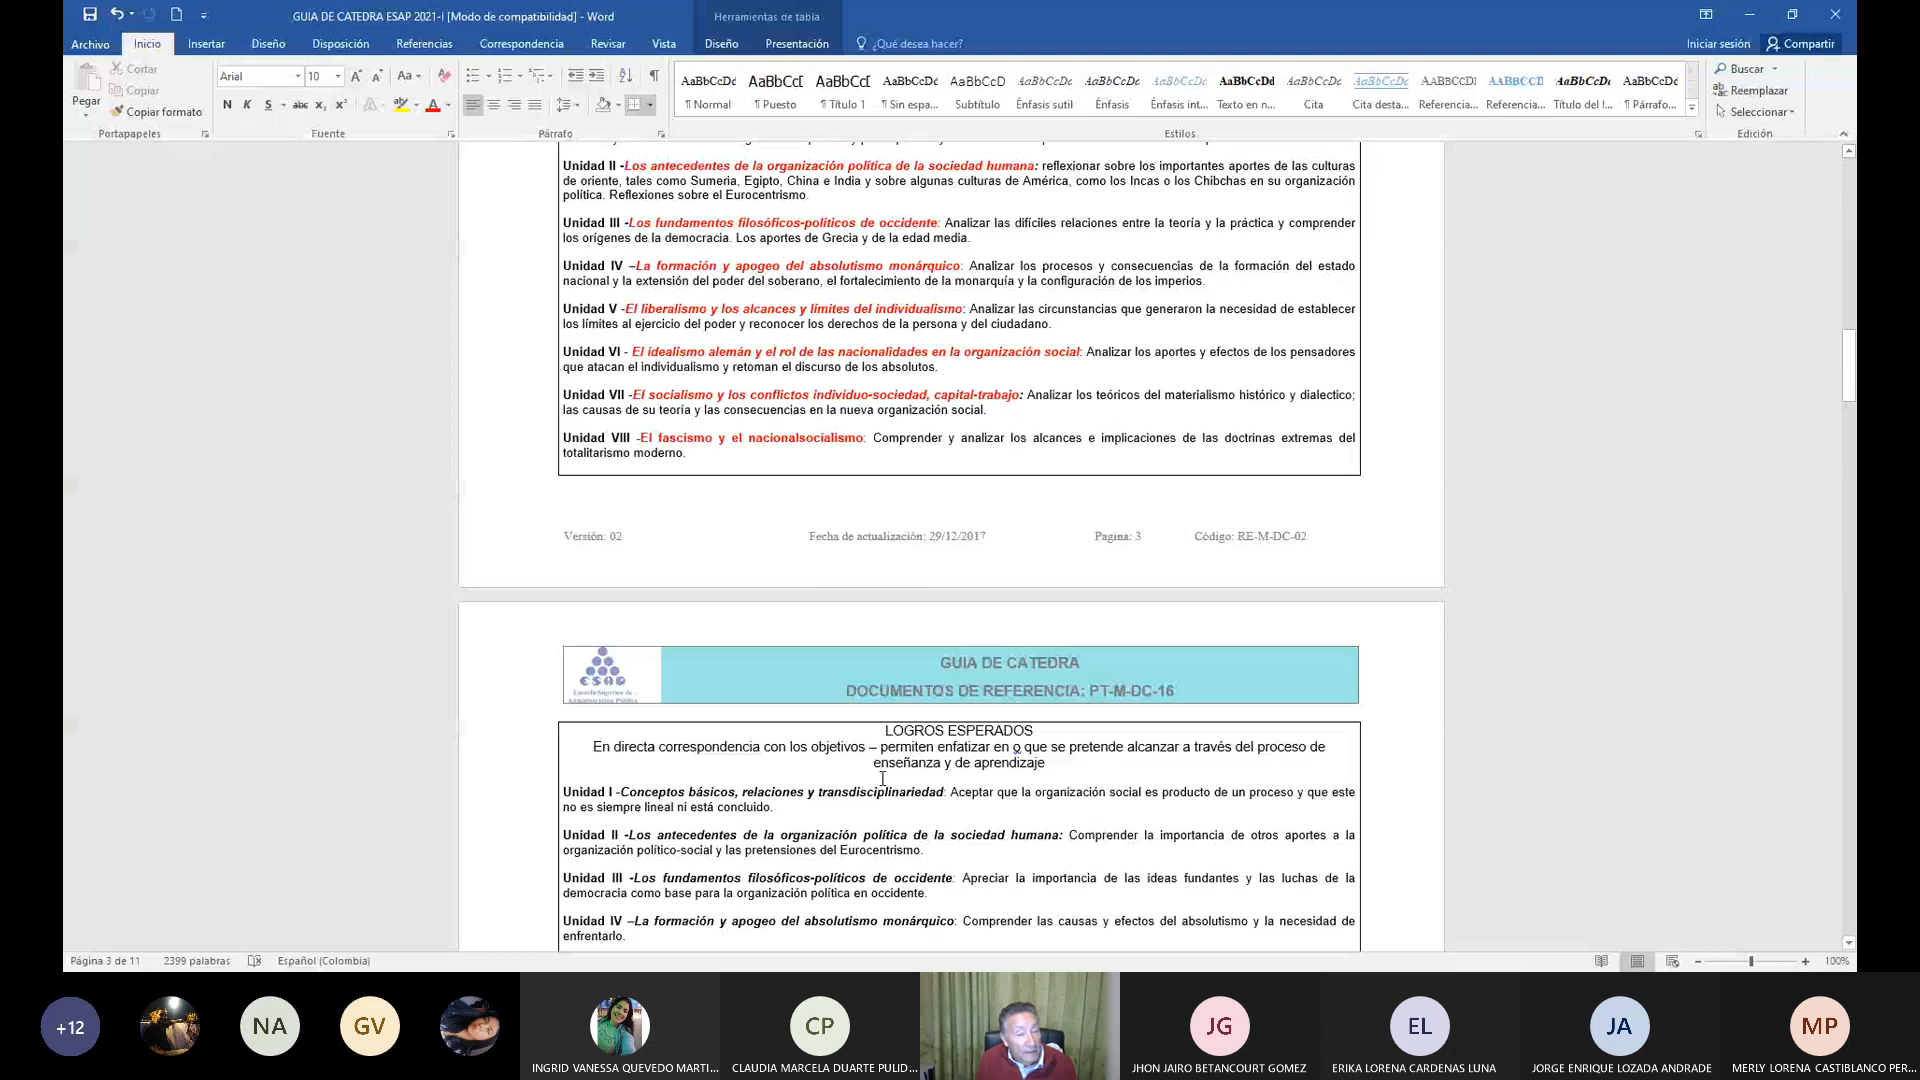 GUIA DE CATEDRA ESAP 2021-I [Modo de compatibilidad] - Word
Herramientas de tabla
Archivo Inicio Insertar Diseño Disposición Referencias Correspondencia Revisar Vista Diseño Presentación ¿Qué desea hacer? Iniciar sesión Compartir
Pegar
Cortar
Copiar
Copiar formato
Portapapeles
Arial 10
N K S abc x₂ x²
Fuente
Párrafo
AaBbCcDc AaBbCcI AaBbCcI AaBbCcDc AaBbCcD AaBbCcDc AaBbCcDc AaBbCcDc AaBbCcDd AaBbCcDc AaBbCcDc AABBCCDI AABBCCD AaBbCcDc AaBbCcDc
¶ Normal ¶ Puesto ¶ Título 1 ¶ Sin espa... Subtítulo Énfasis sutil Énfasis Énfasis int... Texto en n... Cita Cita desta... Referencia... Referencia... Título del l... ¶ Párrafo...
Estilos
Buscar
Reemplazar
Seleccionar
Edición
Unidad II -Los antecedentes de la organización política de la sociedad humana: reflexionar sobre los importantes aportes de las culturas
de oriente, tales como Sumeria, Egipto, China e India y sobre algunas culturas de América, como los Incas o los Chibchas en su organización
política. Reflexiones sobre el Eurocentrismo.
Unidad III -Los fundamentos filosóficos-políticos de occidente: Analizar las difíciles relaciones entre la teoría y la práctica y comprender
los orígenes de la democracia. Los aportes de Grecia y de la edad media.
Unidad IV –La formación y apogeo del absolutismo monárquico: Analizar los procesos y consecuencias de la formación del estado
nacional y la extensión del poder del soberano, el fortalecimiento de la monarquía y la configuración de los imperios.
Unidad V -El liberalismo y los alcances y límites del individualismo: Analizar las circunstancias que generaron la necesidad de establecer
los límites al ejercicio del poder y reconocer los derechos de la persona y del ciudadano.
Unidad VI - El idealismo alemán y el rol de las nacionalidades en la organización social: Analizar los aportes y efectos de los pensadores
que atacan el individualismo y retoman el discurso de los absolutos.
Unidad VII -El socialismo y los conflictos individuo-sociedad, capital-trabajo: Analizar los teóricos del materialismo histórico y dialectico;
las causas de su teoría y las consecuencias en la nueva organización social.
Unidad VIII -El fascismo y el nacionalsocialismo: Comprender y analizar los alcances e implicaciones de las doctrinas extremas del
totalitarismo moderno.
Versión: 02 Fecha de actualización: 29/12/2017 Pagina: 3 Código: RE-M-DC-02
ESAP
Escuela Superior de
Administración Pública
GUIA DE CATEDRA
DOCUMENTOS DE REFERENCIA: PT-M-DC-16
LOGROS ESPERADOS
En directa correspondencia con los objetivos – permiten enfatizar en o que se pretende alcanzar a través del proceso de
enseñanza y de aprendizaje
Unidad I -Conceptos básicos, relaciones y transdisciplinariedad: Aceptar que la organización social es producto de un proceso y que este
no es siempre lineal ni está concluido.
Unidad II -Los antecedentes de la organización política de la sociedad humana: Comprender la importancia de otros aportes a la
organización político-social y las pretensiones del Eurocentrismo.
Unidad III -Los fundamentos filosóficos-políticos de occidente: Apreciar la importancia de las ideas fundantes y las luchas de la
democracia como base para la organización política en occidente.
Unidad IV –La formación y apogeo del absolutismo monárquico: Comprender las causas y efectos del absolutismo y la necesidad de
enfrentarlo.
Página 3 de 11 2399 palabras Español (Colombia) 100%
+12 NA GV CP JG EL JA MP
INGRID VANESSA QUEVEDO MARTI... CLAUDIA MARCELA DUARTE PULID... JHON JAIRO BETANCOURT GOMEZ ERIKA LORENA CARDENAS LUNA JORGE ENRIQUE LOZADA ANDRADE MERLY LORENA CASTIBLANCO PER...